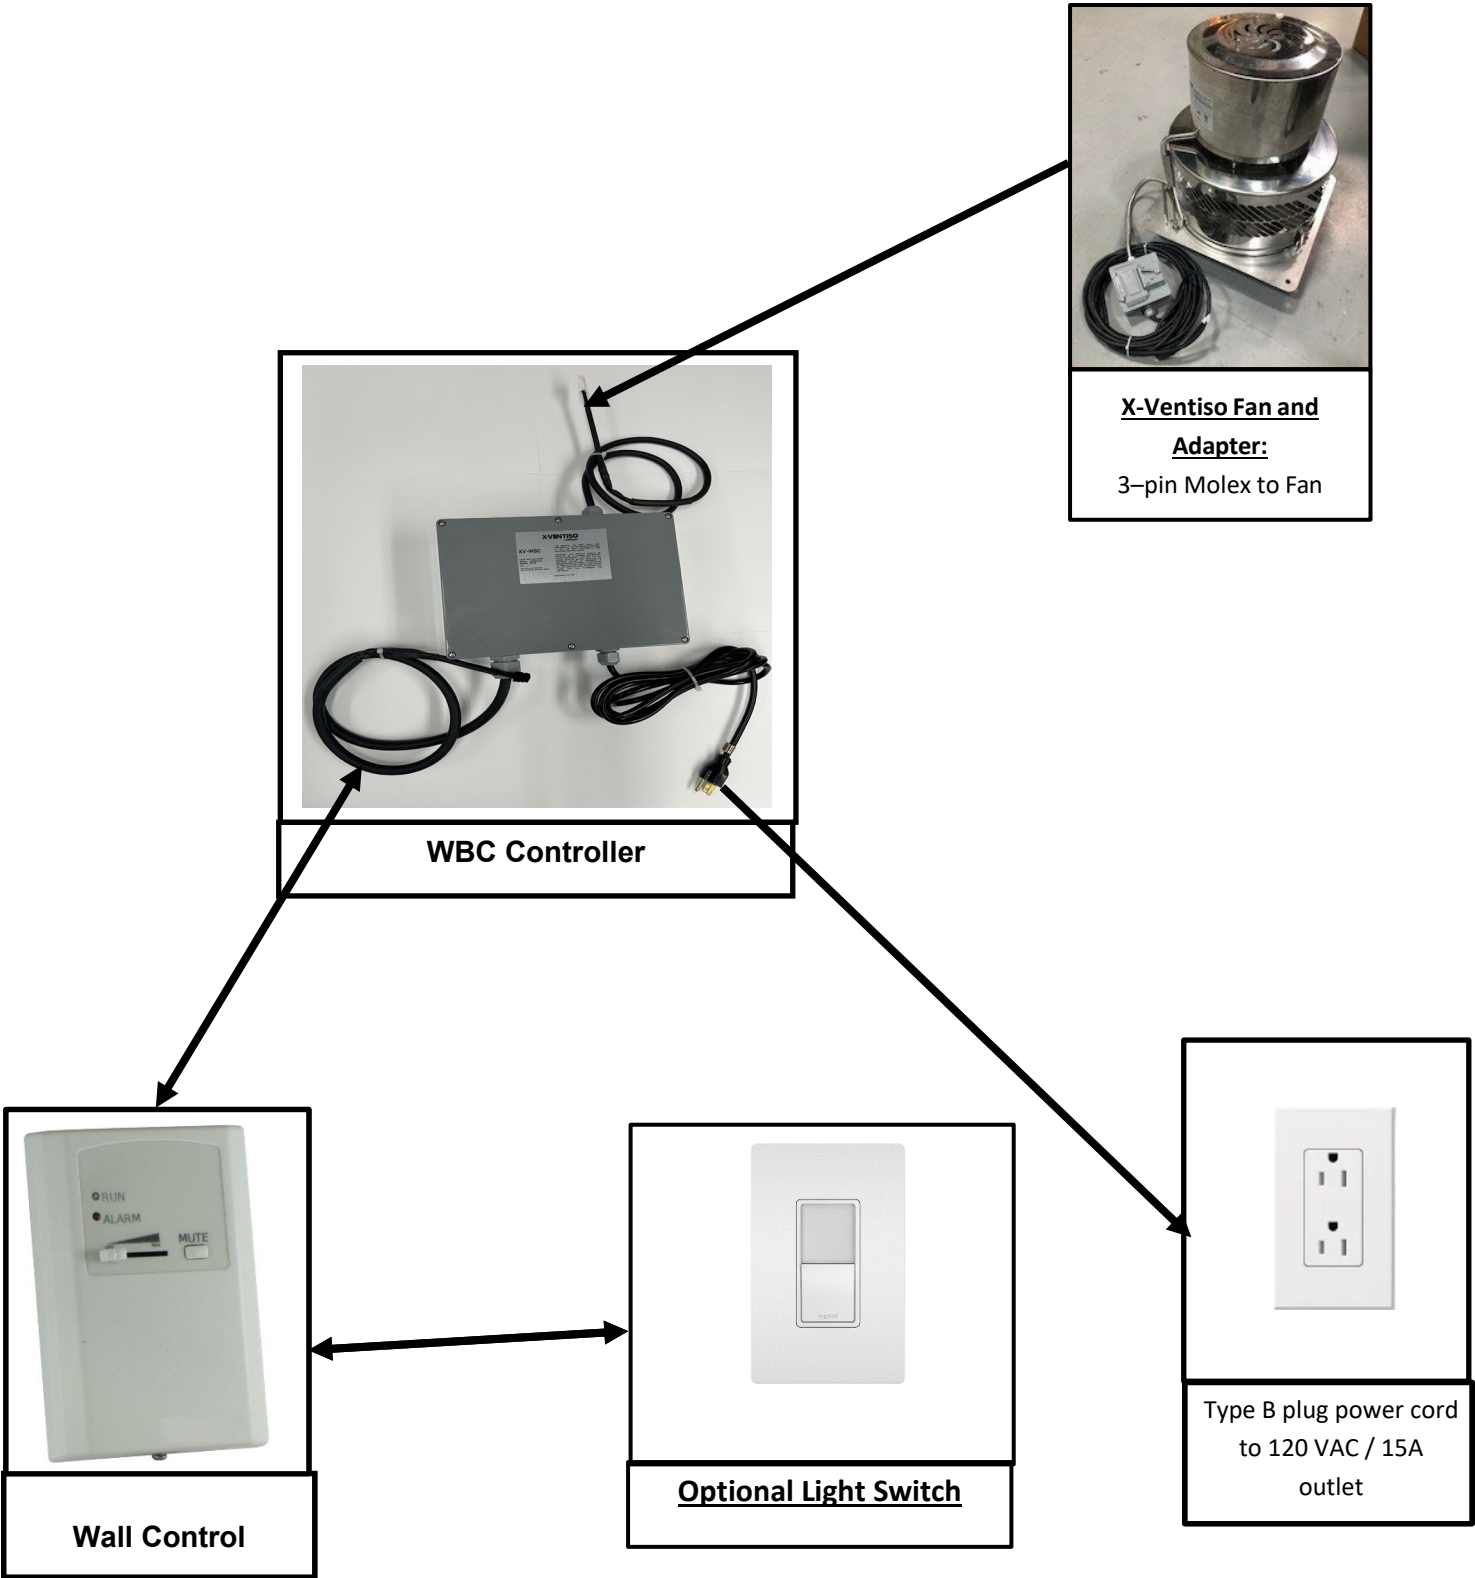 X-Ventiso Fan and
Adapter:
3–pin Molex to Fan
X-VENTISO
XV-WBC
WBC Controller
RUN
ALARM
MUTE
Wall Control
legrand
Optional Light Switch
Type B plug power cord
to 120 VAC / 15A
outlet